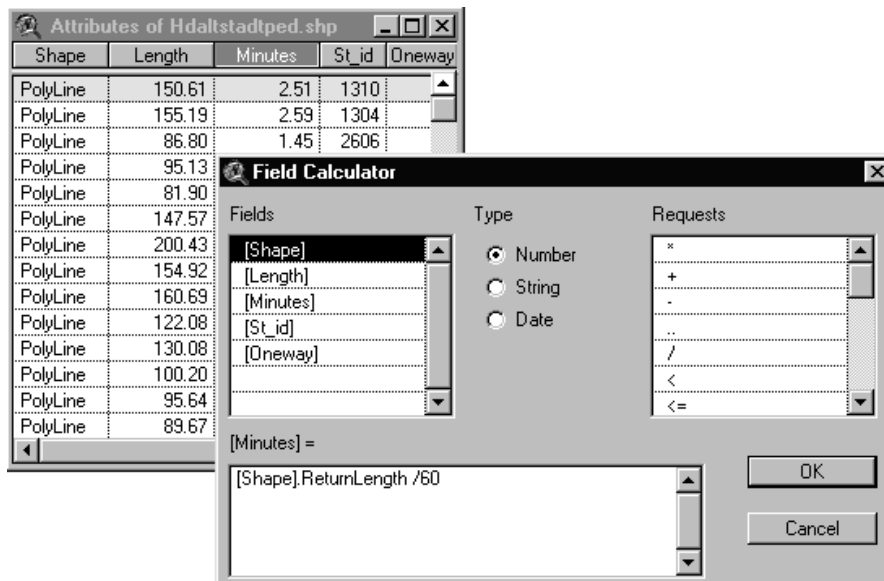 Attributes of Hdaltstadtped.shp
Shape Length Minutes St_id Oneway
PolyLine 150.61 2.51 1310
PolyLine 155.19 2.59 1304
PolyLine 86.80 1.45 2606
PolyLine 95.13
PolyLine 81.90
PolyLine 147.57
PolyLine 200.43
PolyLine 154.92
PolyLine 160.69
PolyLine 122.08
PolyLine 130.08
PolyLine 100.20
PolyLine 95.64
PolyLine 89.67
Field Calculator
Fields Type Requests
[Shape]
[Length]
[Minutes]
[St_id]
[Oneway]
Number
String
Date
*
+
-
..
/
<
<=
[Minutes] =
[Shape].ReturnLength /60
OK
Cancel